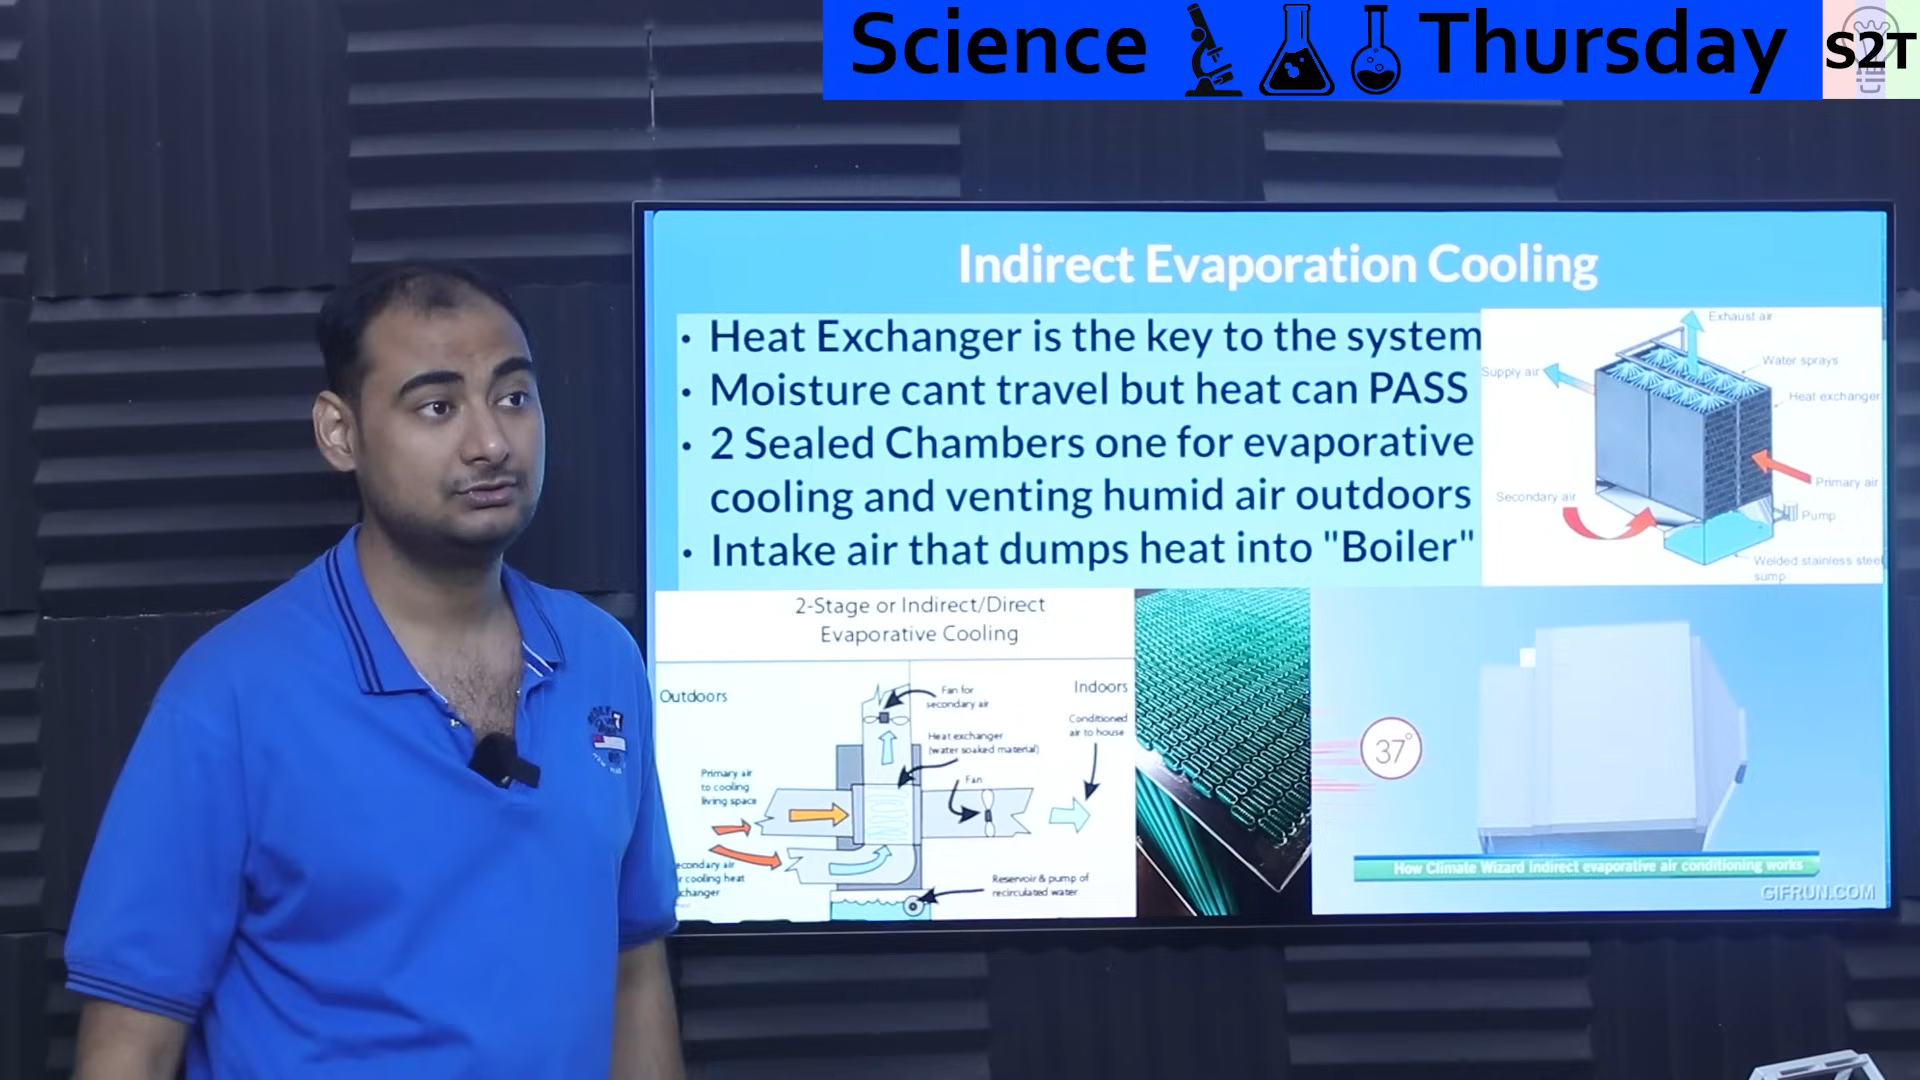 Science Thursday
S2T
Indirect Evaporation Cooling
• Heat Exchanger is the key to the system
• Moisture cant travel but heat can PASS
• 2 Sealed Chambers one for evaporative
cooling and venting humid air outdoors
• Intake air that dumps heat into "Boiler"
Exhaust air
Water sprays
Supply air
Heat exchanger
Primary air
Secondary air
Pump
Welded stainless steel
sump
2-Stage or Indirect/Direct
Evaporative Cooling
Outdoors
Indoors
Fan for
secondary air
Conditioned
air to house
Heat exchanger
(water soaked material)
Fan
Primary air
to cooling
living space
econdary air
r cooling heat
changer
Reservoir & pump of
recirculated water
37°
How Climate Wizard indirect evaporative air conditioning works
GIFRUN.COM